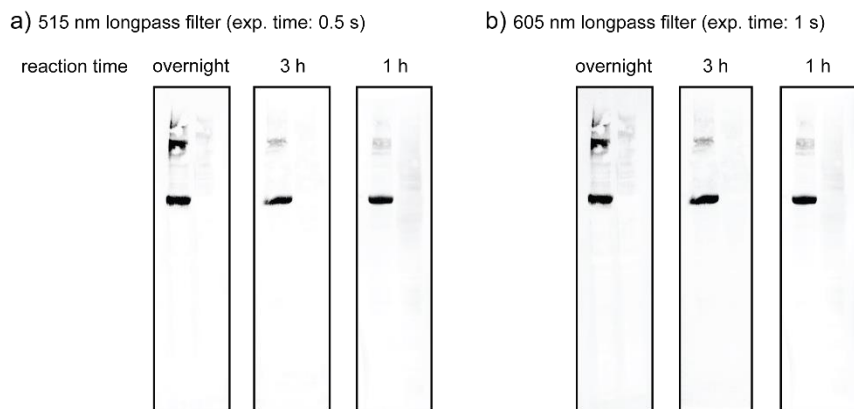 a) 515 nm longpass filter (exp. time: 0.5 s)
b) 605 nm longpass filter (exp. time: 1 s)
reaction time overnight 3 h 1 h
overnight 3 h 1 h